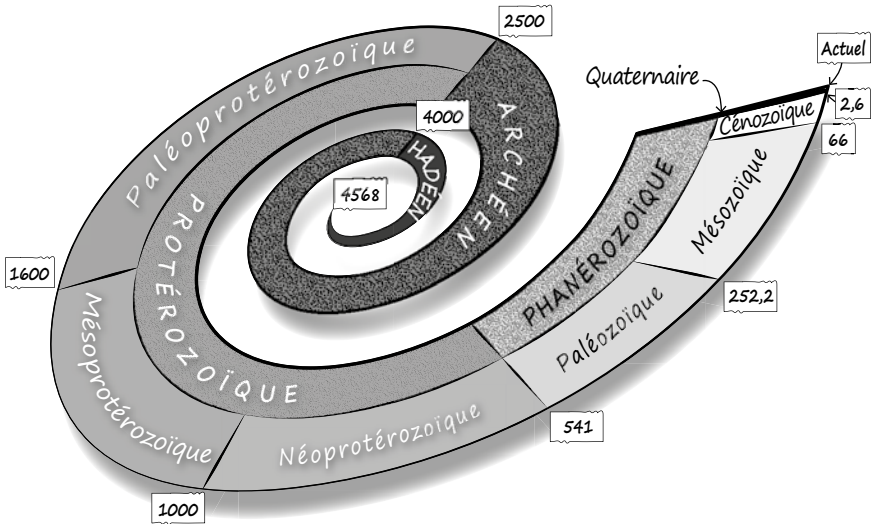 2500
Actuel
Quaternaire
2,6
Cénozoïque
66
Paléoprotérozoïque
4000
ARCHÉEN
HADÉEN
4568
PROTÉROZOÏQUE
PHANÉROZOÏQUE
Mésozoïque
1600
252,2
Mésoprotérozoïque
Paléozoïque
Néoprotérozoïque
541
1000